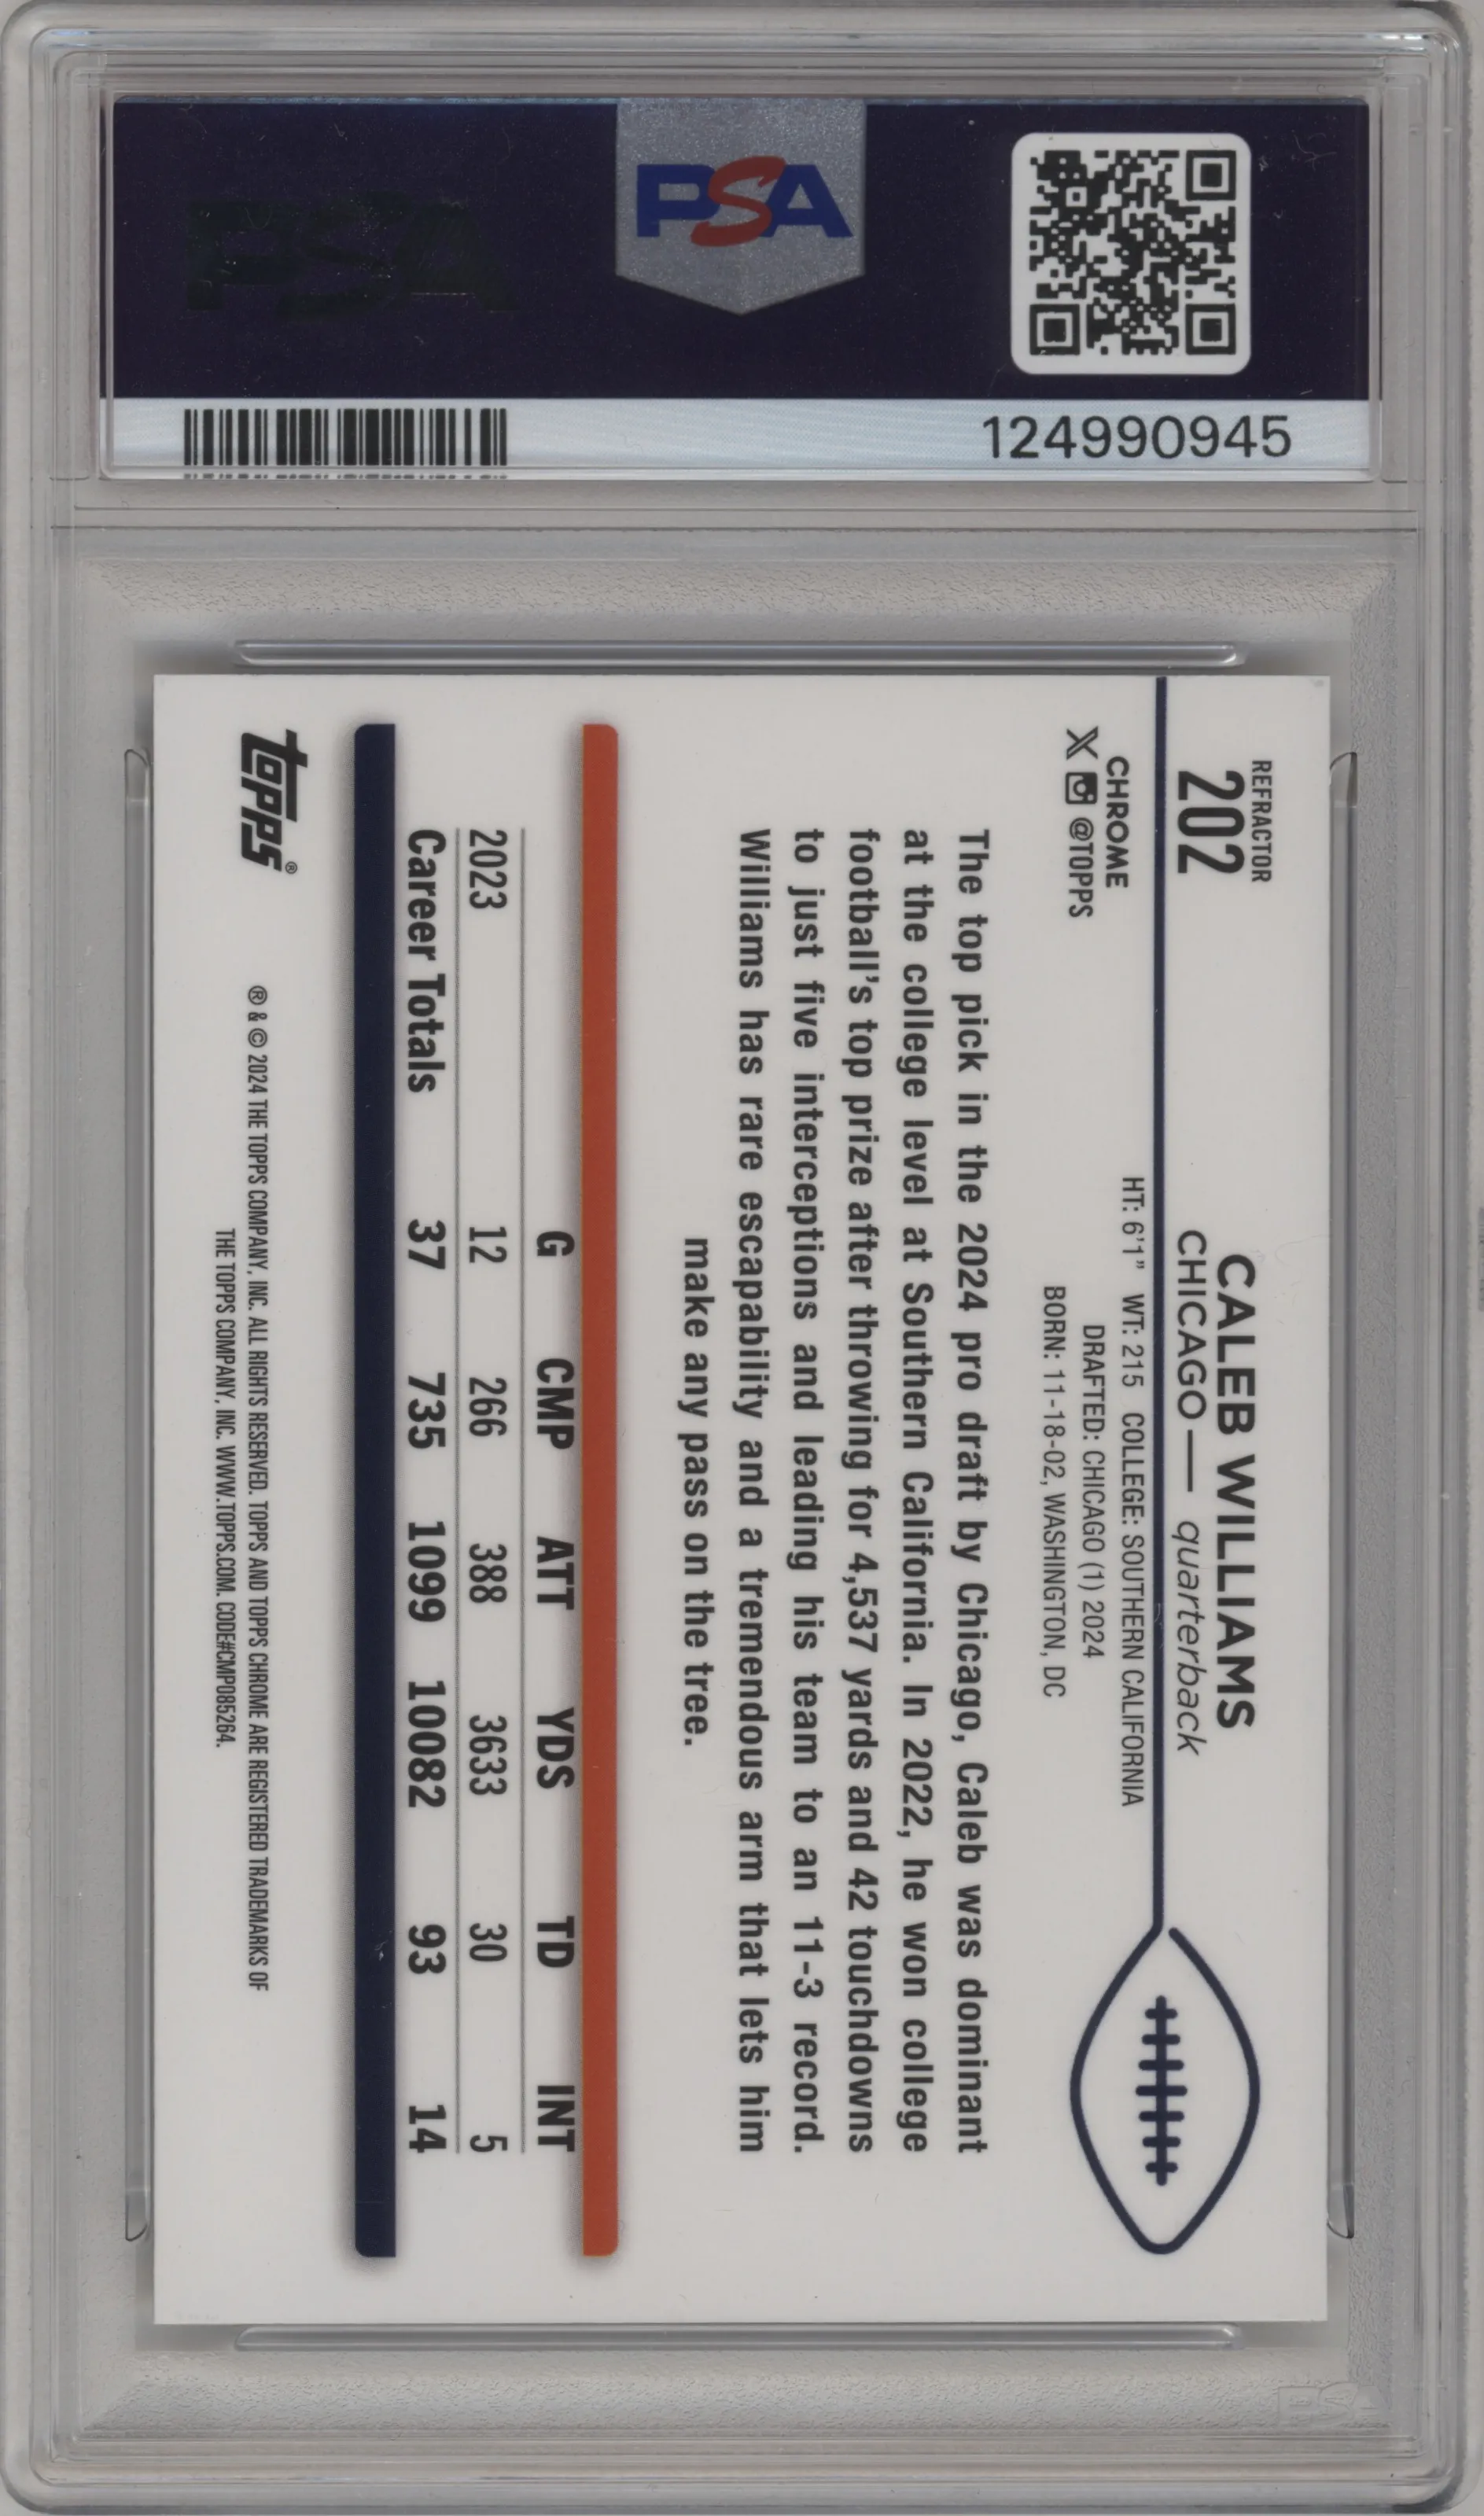 PSA
124990945
REFRACTOR
202
CALEB WILLIAMS
CHICAGO — quarterback
CHROME
X @TOPPS
HT: 6'1" WT: 215 COLLEGE: SOUTHERN CALIFORNIA
DRAFTED: CHICAGO (1) 2024
BORN: 11-18-02, WASHINGTON, DC
The top pick in the 2024 pro draft by Chicago, Caleb was dominant
at the college level at Southern California. In 2022, he won college
football's top prize after throwing for 4,537 yards and 42 touchdowns
to just five interceptions and leading his team to an 11-3 record.
Williams has rare escapability and a tremendous arm that lets him
make any pass on the tree.
G CMP ATT YDS TD INT
2023 12 266 388 3633 30 5
Career Totals 37 735 1099 10082 93 14
topps®
® & © 2024 THE TOPPS COMPANY, INC. ALL RIGHTS RESERVED. TOPPS AND TOPPS CHROME ARE REGISTERED TRADEMARKS OF
THE TOPPS COMPANY, INC. WWW.TOPPS.COM. CODE#CMP085264.
PSA
PSA